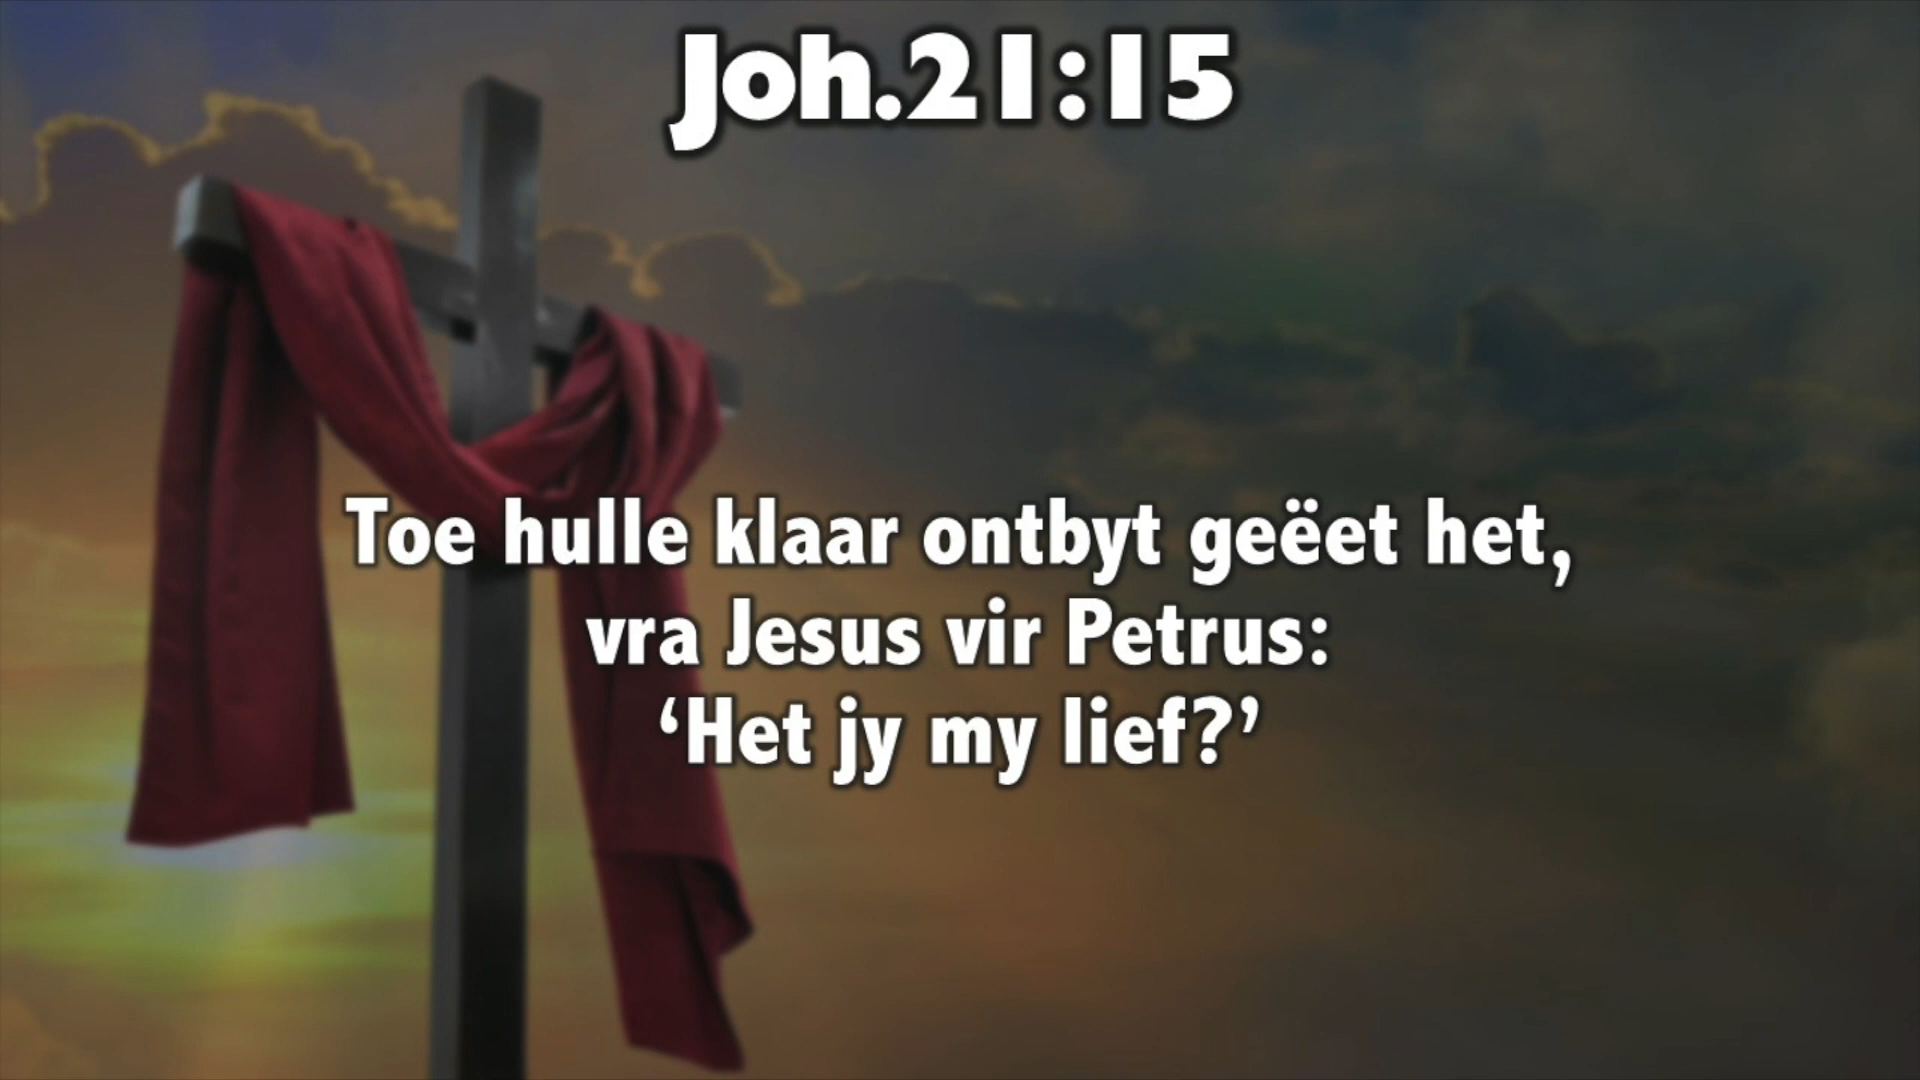 Joh.21:15
Toe hulle klaar ontbyt geëet het,
vra Jesus vir Petrus:
‘Het jy my lief?’